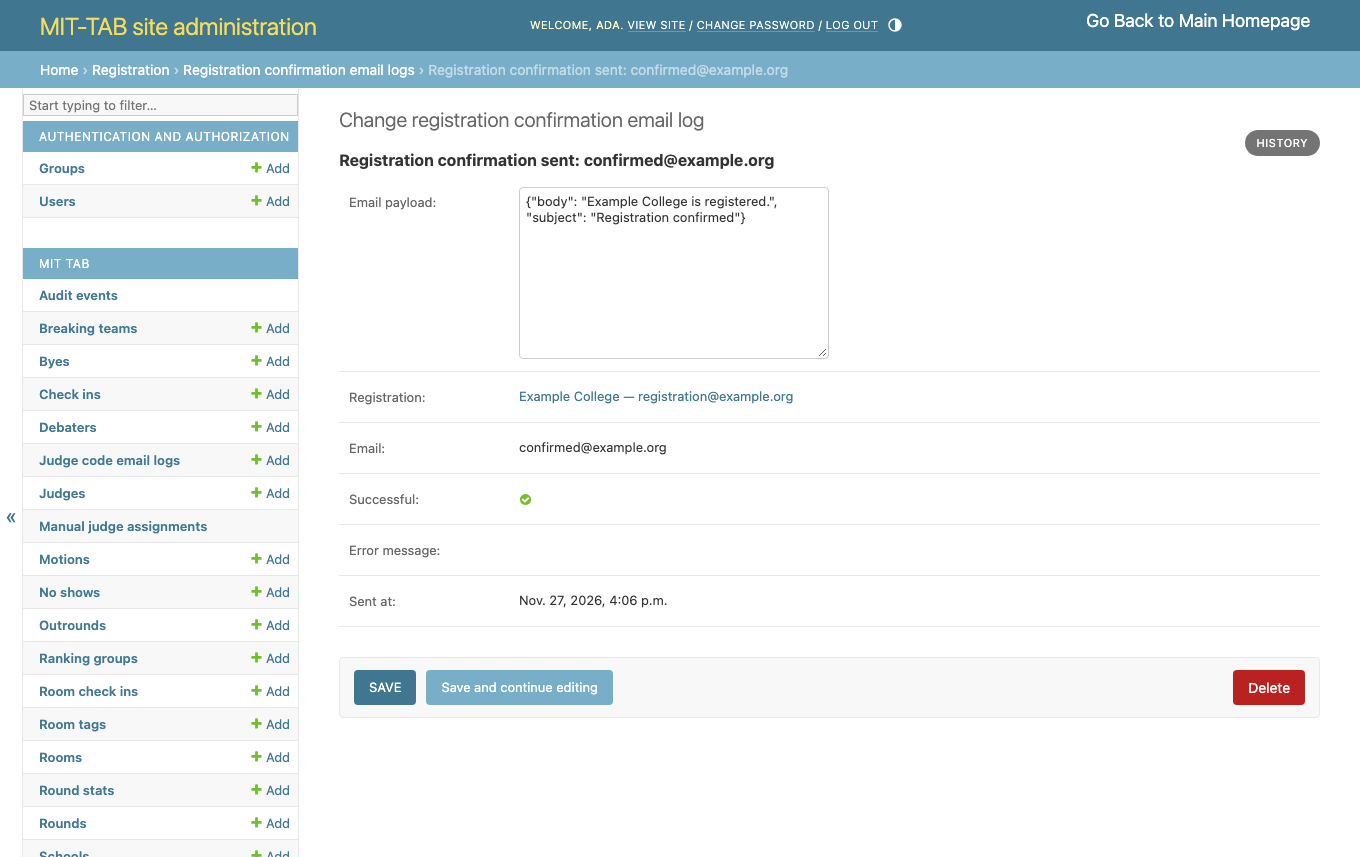 MIT-TAB site administration
WELCOME, ADA. VIEW SITE / CHANGE PASSWORD / LOG OUT
Go Back to Main Homepage
Home › Registration › Registration confirmation email logs › Registration confirmation sent: confirmed@example.org
Start typing to filter...
AUTHENTICATION AND AUTHORIZATION
Groups Add
Users Add
MIT TAB
Audit events
Breaking teams Add
Byes Add
Check ins Add
Debaters Add
Judge code email logs Add
Judges Add
Manual judge assignments
Motions Add
No shows Add
Outrounds Add
Ranking groups Add
Room check ins Add
Room tags Add
Rooms Add
Round stats Add
Rounds Add
Schools Add
«
Change registration confirmation email log
HISTORY
Registration confirmation sent: confirmed@example.org
Email payload:
{"body": "Example College is registered.",
"subject": "Registration confirmed"}
Registration: Example College — registration@example.org
Email: confirmed@example.org
Successful:
Error message:
Sent at: Nov. 27, 2026, 4:06 p.m.
SAVE Save and continue editing Delete